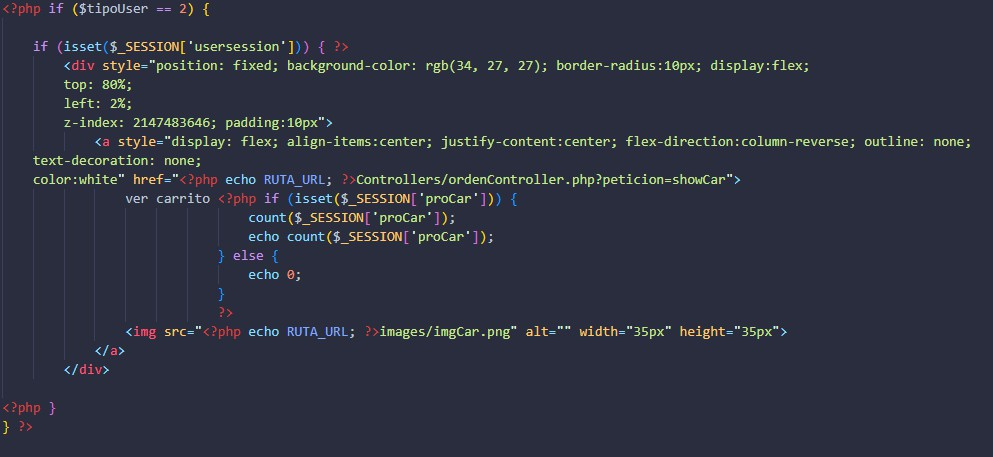 <?php if ($tipoUser == 2) {
if (isset($_SESSION['usersession'])) { ?>
<div style="position: fixed; background-color: rgb(34, 27, 27); border-radius:10px; display:flex;
top: 80%;
left: 2%;
z-index: 2147483646; padding:10px">
<a style="display: flex; align-items:center; justify-content:center; flex-direction:column-reverse; outline: none;
text-decoration: none;
color:white" href="<?php echo RUTA_URL; ?>Controllers/ordenController.php?peticion=showCar">
ver carrito <?php if (isset($_SESSION['proCar'])) {
count($_SESSION['proCar']);
echo count($_SESSION['proCar']);
} else {
echo 0;
}
?>
<img src="<?php echo RUTA_URL; ?>images/imgCar.png" alt="" width="35px" height="35px">
</a>
</div>
<?php }
} ?>